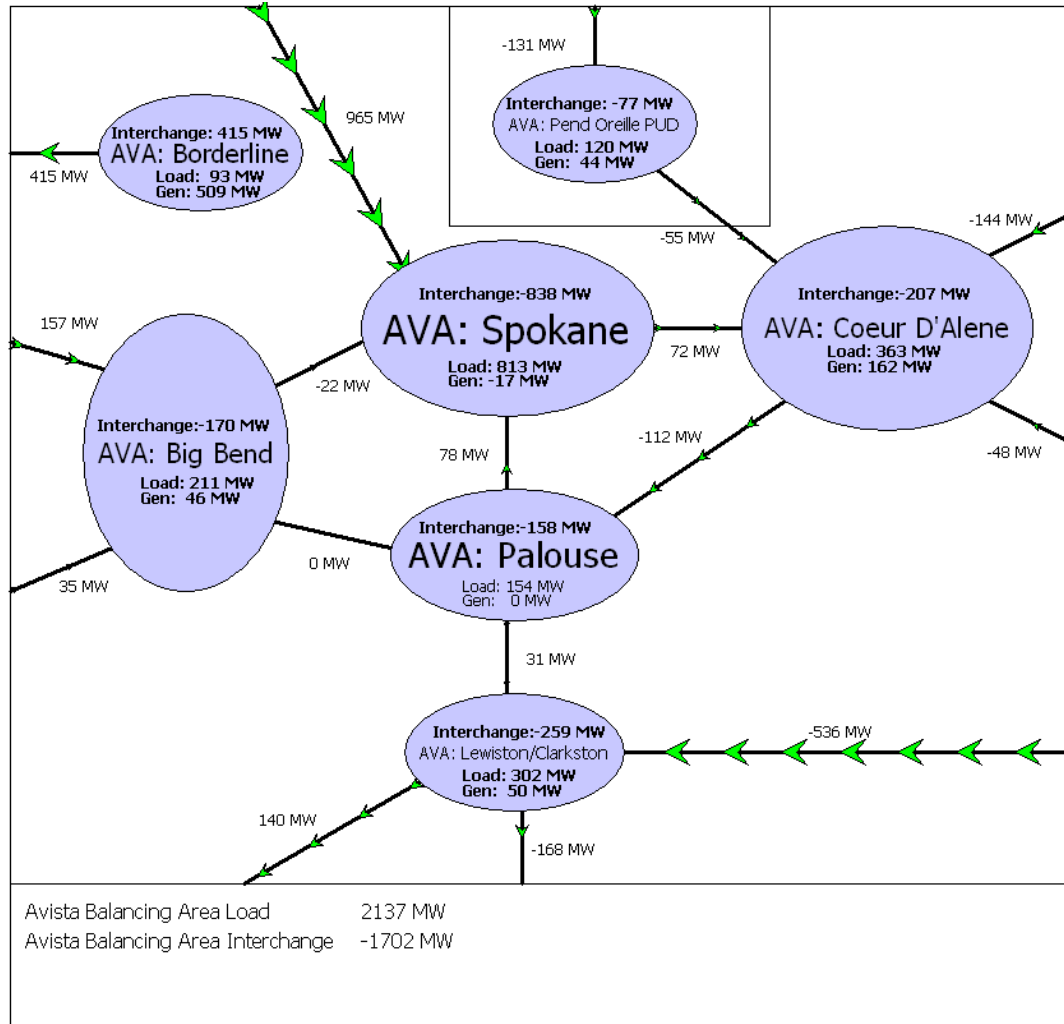 -131 MW
965 MW
Interchange: -77 MW
AVA: Pend Oreille PUD
Load: 120 MW
Gen: 44 MW
Interchange: 415 MW
AVA: Borderline
Load: 93 MW
Gen: 509 MW
415 MW
-144 MW
-55 MW
Interchange:-838 MW
AVA: Spokane
Load: 813 MW
Gen: -17 MW
Interchange:-207 MW
AVA: Coeur D'Alene
Load: 363 MW
Gen: 162 MW
157 MW
72 MW
-22 MW
Interchange:-170 MW
AVA: Big Bend
Load: 211 MW
Gen: 46 MW
78 MW
-112 MW
-48 MW
Interchange:-158 MW
AVA: Palouse
Load: 154 MW
Gen: 0 MW
0 MW
35 MW
31 MW
Interchange:-259 MW
AVA: Lewiston/Clarkston
Load: 302 MW
Gen: 50 MW
-536 MW
140 MW
-168 MW
Avista Balancing Area Load 2137 MW
Avista Balancing Area Interchange -1702 MW